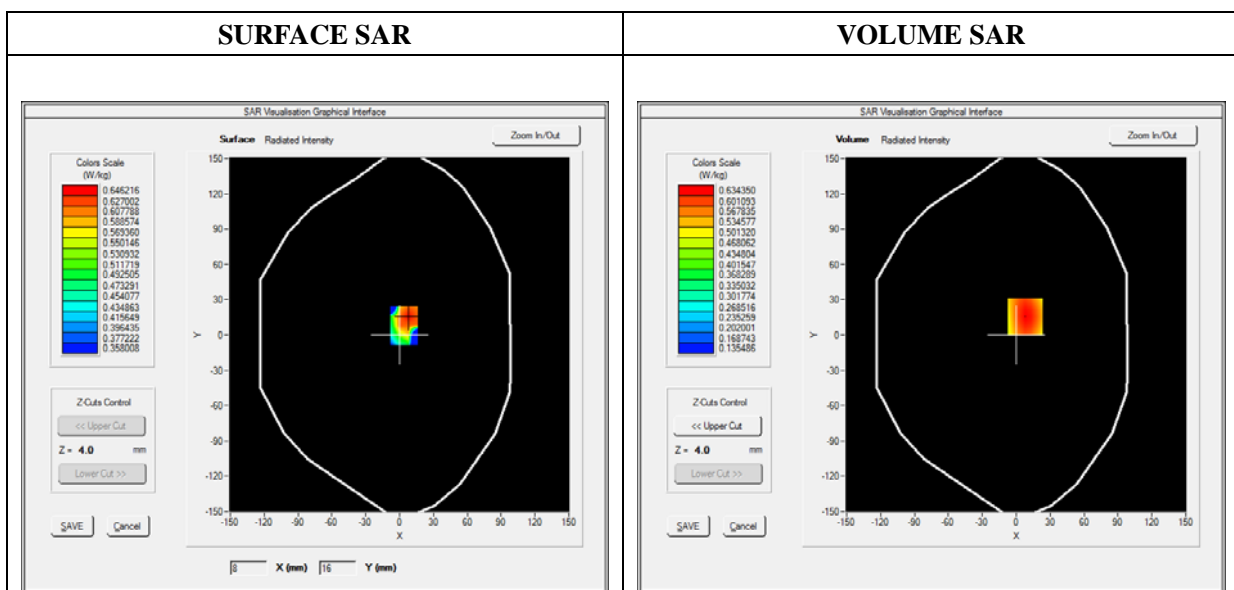 SURFACE SAR
VOLUME SAR
SAR Visualisation Graphical Interface
Surface Radiated Intensity
Zoom In/Out
Colors Scale
(W/kg)
0.646216
0.627002
0.607788
0.588574
0.569360
0.550146
0.530932
0.511719
0.492505
0.473291
0.454077
0.434863
0.415649
0.396435
0.377222
0.358008
Z-Cuts Control
<< Upper Cut
Z = 4.0 mm
Lower Cut >>
SAVE Cancel
150
120
90
60
30
0
-30
-60
-90
-120
-150
Y
-150 -120 -90 -60 -30 0 30 60 90 120 150
X
8 X (mm) 16 Y (mm)
SAR Visualisation Graphical Interface
Volume Radiated Intensity
Zoom In/Out
Colors Scale
(W/kg)
0.634350
0.601093
0.567835
0.534577
0.501320
0.468062
0.434804
0.401547
0.368289
0.335032
0.301774
0.268516
0.235259
0.202001
0.168743
0.135486
Z-Cuts Control
<< Upper Cut
Z = 4.0 mm
Lower Cut >>
SAVE Cancel
150
120
90
60
30
0
-30
-60
-90
-120
-150
Y
-150 -120 -90 -60 -30 0 30 60 90 120 150
X